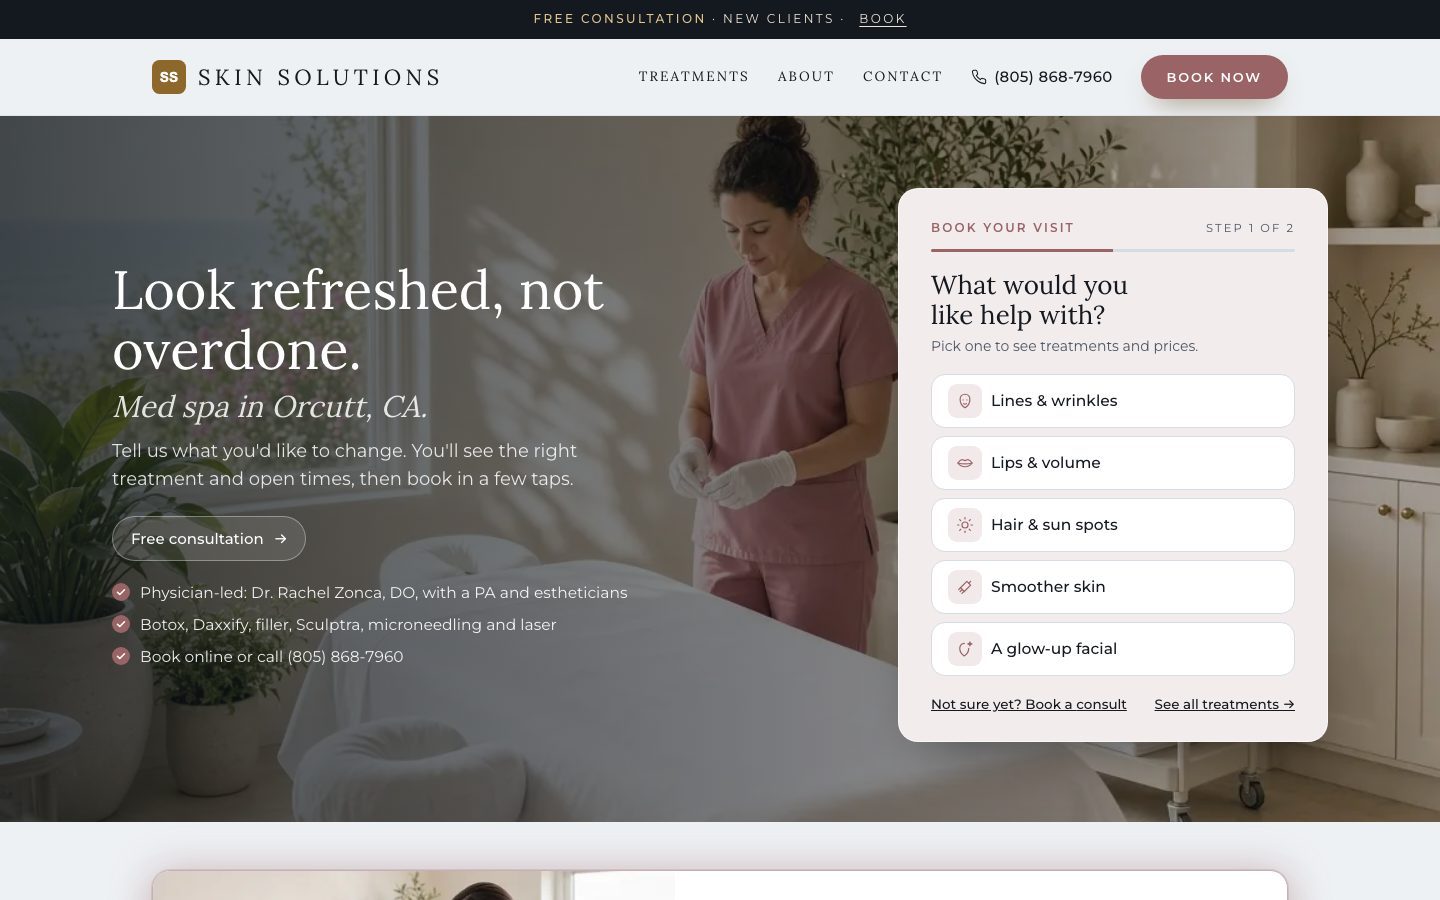 FREE CONSULTATION · NEW CLIENTS · BOOK
SS SKIN SOLUTIONS
TREATMENTS ABOUT CONTACT (805) 868-7960 BOOK NOW
Look refreshed, not
overdone.
Med spa in Orcutt, CA.
Tell us what you'd like to change. You'll see the right
treatment and open times, then book in a few taps.
Free consultation →
Physician-led: Dr. Rachel Zonca, DO, with a PA and estheticians
Botox, Daxxify, filler, Sculptra, microneedling and laser
Book online or call (805) 868-7960
BOOK YOUR VISIT STEP 1 OF 2
What would you
like help with?
Pick one to see treatments and prices.
Lines & wrinkles
Lips & volume
Hair & sun spots
Smoother skin
A glow-up facial
Not sure yet? Book a consult See all treatments →